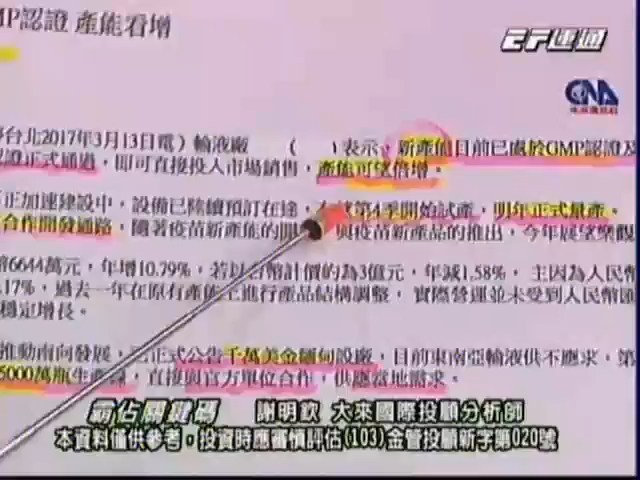 MP認證 產能看增
EF運通
CNA
台北2017年3月13日電）輸液廠 ( )表示，新產能目前已處於GMP認證及
認證正式通過，即可直接投入市場銷售，產能可望倍增。
正加速建設中，設備已陸續預訂在途，第4季開始試產，明年正式量產。
合作開發通路，隨著疫苗新產能的開 與疫苗新產品的推出，今年展望樂觀
6644萬元，年增10.79%，若以台幣計價的為3億元，年減1.58%，主因為人民幣
.17%，過去一年在原有產能上進行產品結構調整，實際營運並未受到人民幣匯
穩定增長。
推動南向發展，已正式公告千萬美金緬甸設廠，目前東南亞輸液供不應求，第
5000萬瓶生產線，直接與官方單位合作，供應當地需求。
霸佔關鍵碼 謝明欽 大來國際投顧分析師
本資料僅供參考，投資時應審慎評估(103)金管投顧新字第020號